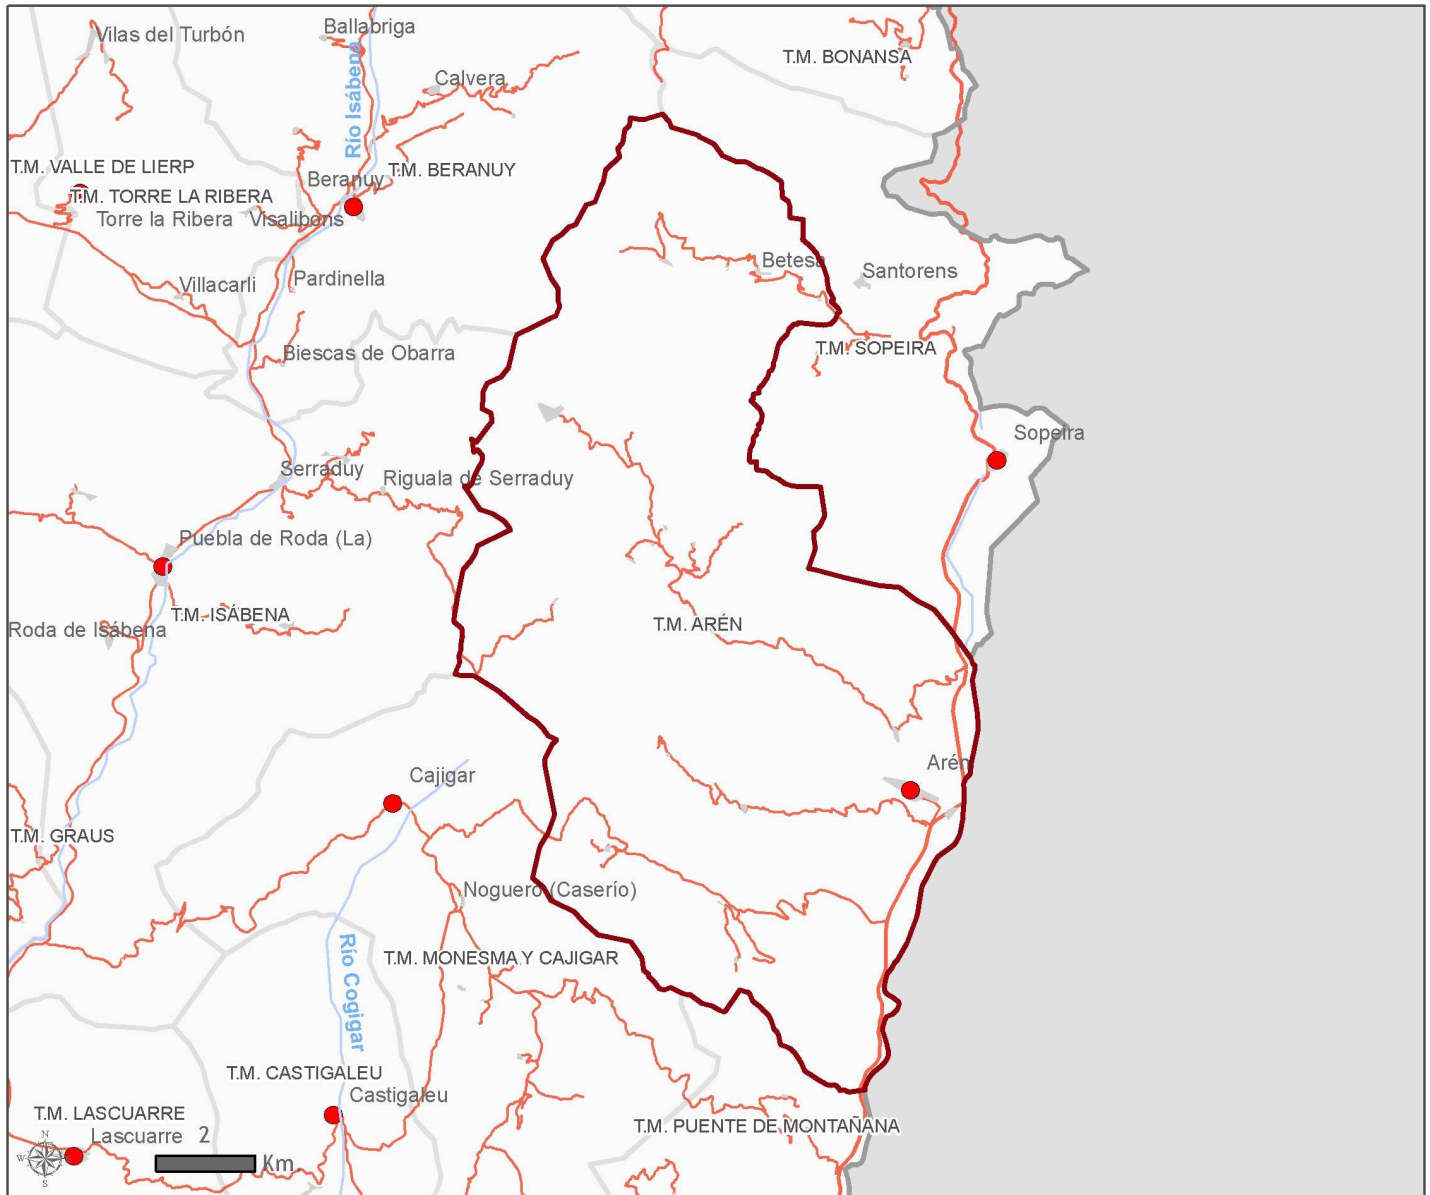 Vilas del Turbón
Ballabriga
Río Isábena
T.M. BONANSA
Calvera
T.M. VALLE DE LIERP
T.M. BERANUY
Beranuy
T.M. TORRE LA RIBERA
Torre la Ribera
Visalibons
Betesa
Santorens
Villacarli
Pardinella
Biescas de Obarra
T.M. SOPEIRA
Sopeira
Serraduy
Riguala de Serraduy
Puebla de Roda (La)
T.M. ISÁBENA
Roda de Isábena
T.M. ARÉN
Arén
Cajigar
T.M. GRAUS
Noguero (Caserío)
T.M. MONESMA Y CAJIGAR
Río Cogigar
T.M. CASTIGALEU
Castigaleu
T.M. LASCUARRE
Lascuarre
T.M. PUENTE DE MONTAÑANA
2
Km.
N
W
E
S